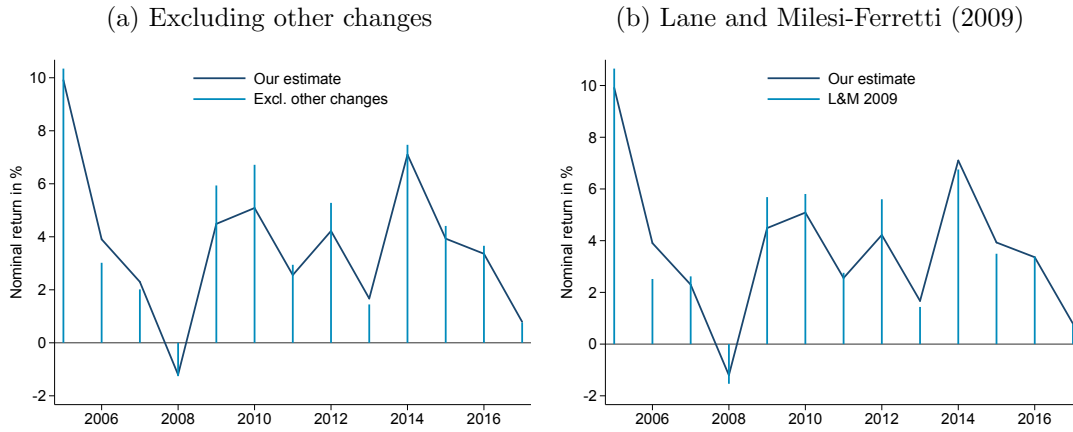 (a) Excluding other changes
Nominal return in %
10
8
6
4
2
0
-2
Our estimate
Excl. other changes
2006 2008 2010 2012 2014 2016
(b) Lane and Milesi-Ferretti (2009)
Nominal return in %
10
8
6
4
2
0
-2
Our estimate
L&M 2009
2006 2008 2010 2012 2014 2016